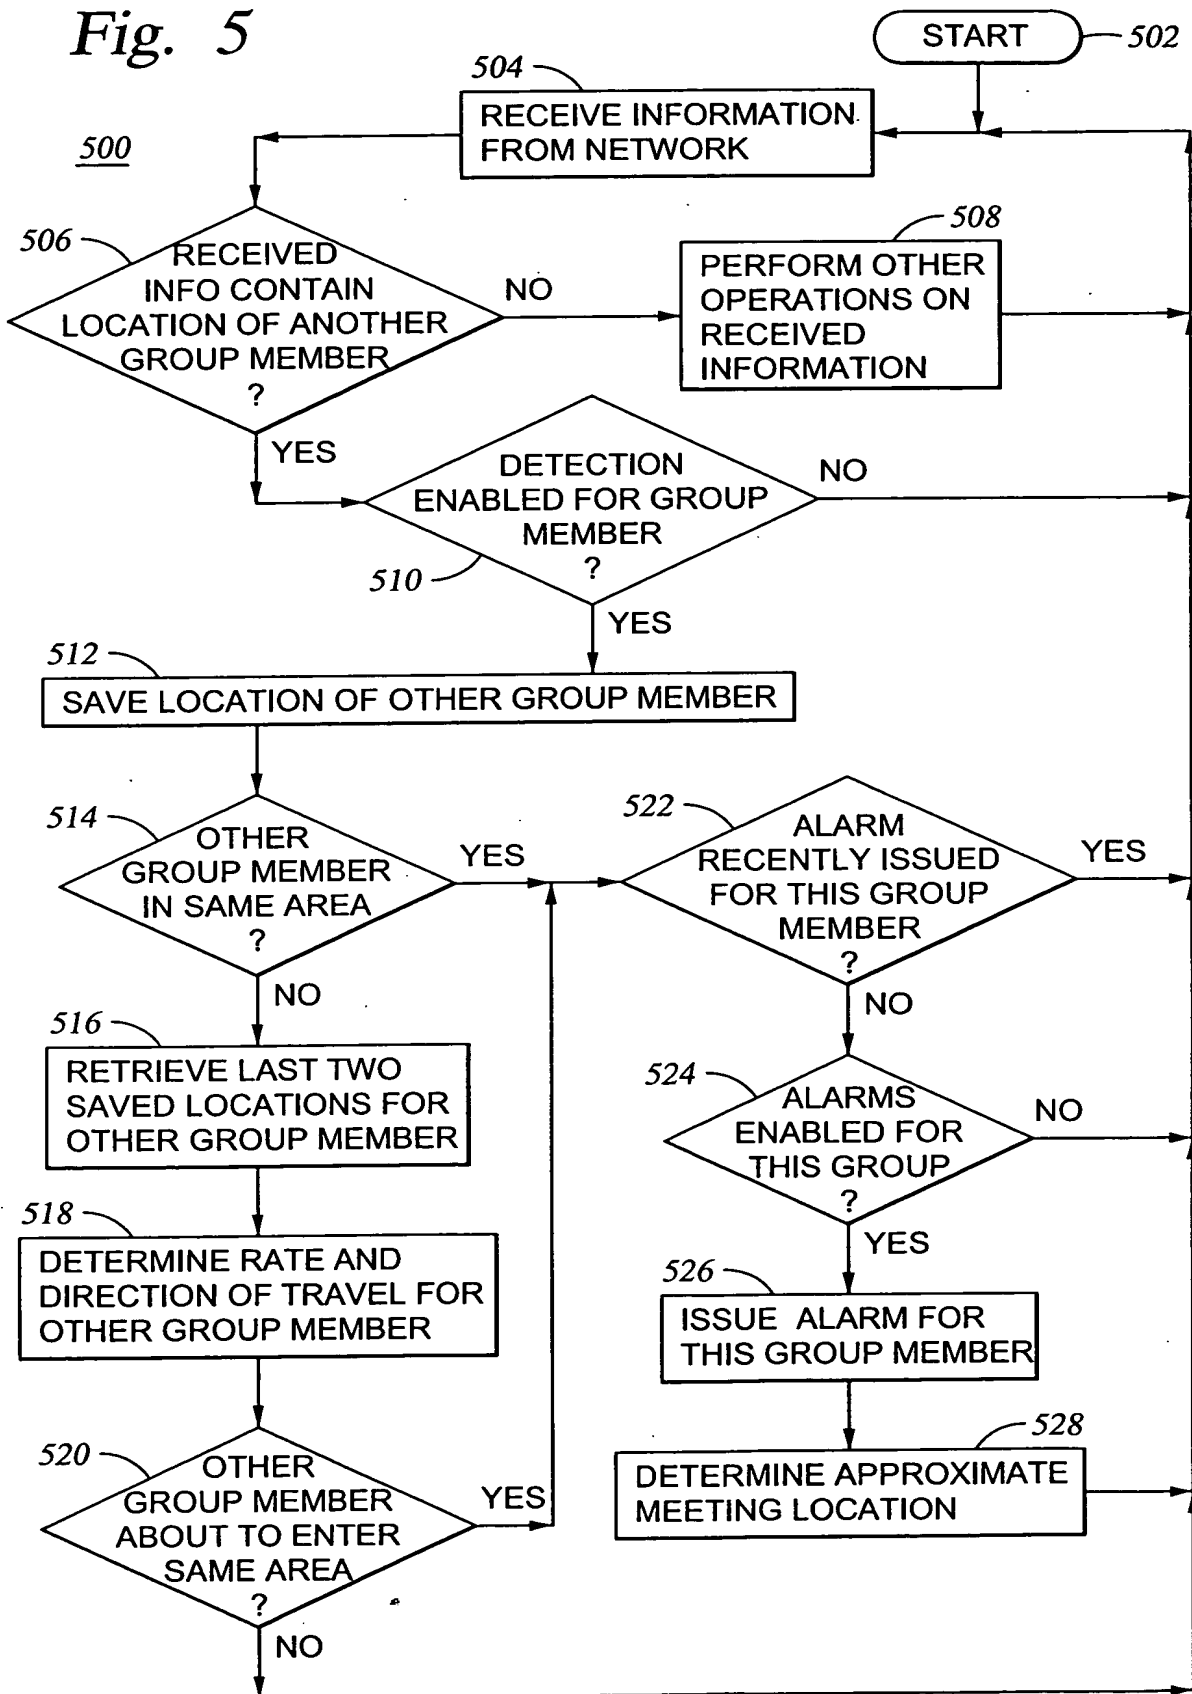 Fig. 5
START
502
504
RECEIVE INFORMATION
FROM NETWORK
500
506
RECEIVED
INFO CONTAIN
LOCATION OF ANOTHER
GROUP MEMBER
?
NO
508
PERFORM OTHER
OPERATIONS ON
RECEIVED
INFORMATION
YES
DETECTION
ENABLED FOR GROUP
MEMBER
?
NO
510
YES
512
SAVE LOCATION OF OTHER GROUP MEMBER
514
OTHER
GROUP MEMBER
IN SAME AREA
?
YES
522
ALARM
RECENTLY ISSUED
FOR THIS GROUP
MEMBER
?
YES
NO
NO
516
RETRIEVE LAST TWO
SAVED LOCATIONS FOR
OTHER GROUP MEMBER
524
ALARMS
ENABLED FOR
THIS GROUP
?
NO
518
DETERMINE RATE AND
DIRECTION OF TRAVEL FOR
OTHER GROUP MEMBER
YES
526
ISSUE ALARM FOR
THIS GROUP MEMBER
520
OTHER
GROUP MEMBER
ABOUT TO ENTER
SAME AREA
?
YES
528
DETERMINE APPROXIMATE
MEETING LOCATION
NO